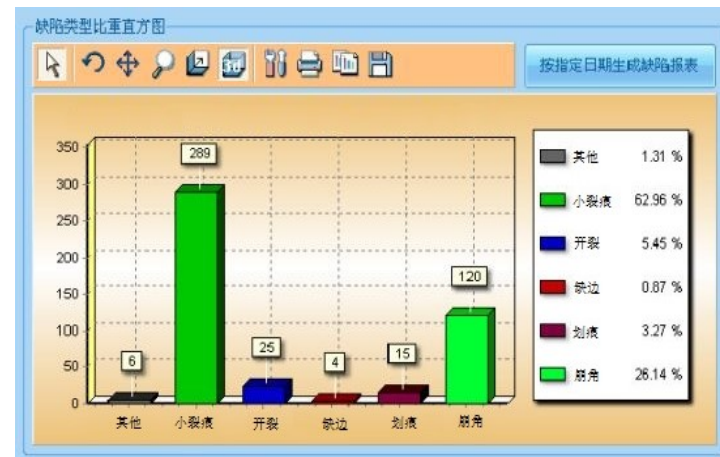 缺陷类型比重直方图
按指定日期生成缺陷报表
350
300
250
200
150
100
50
0
6
289
25
4
15
120
其他
小裂痕
开裂
缺边
划痕
崩角
其他 1.31 %
小裂痕 62.96 %
开裂 5.45 %
缺边 0.87 %
划痕 3.27 %
崩角 26.14 %